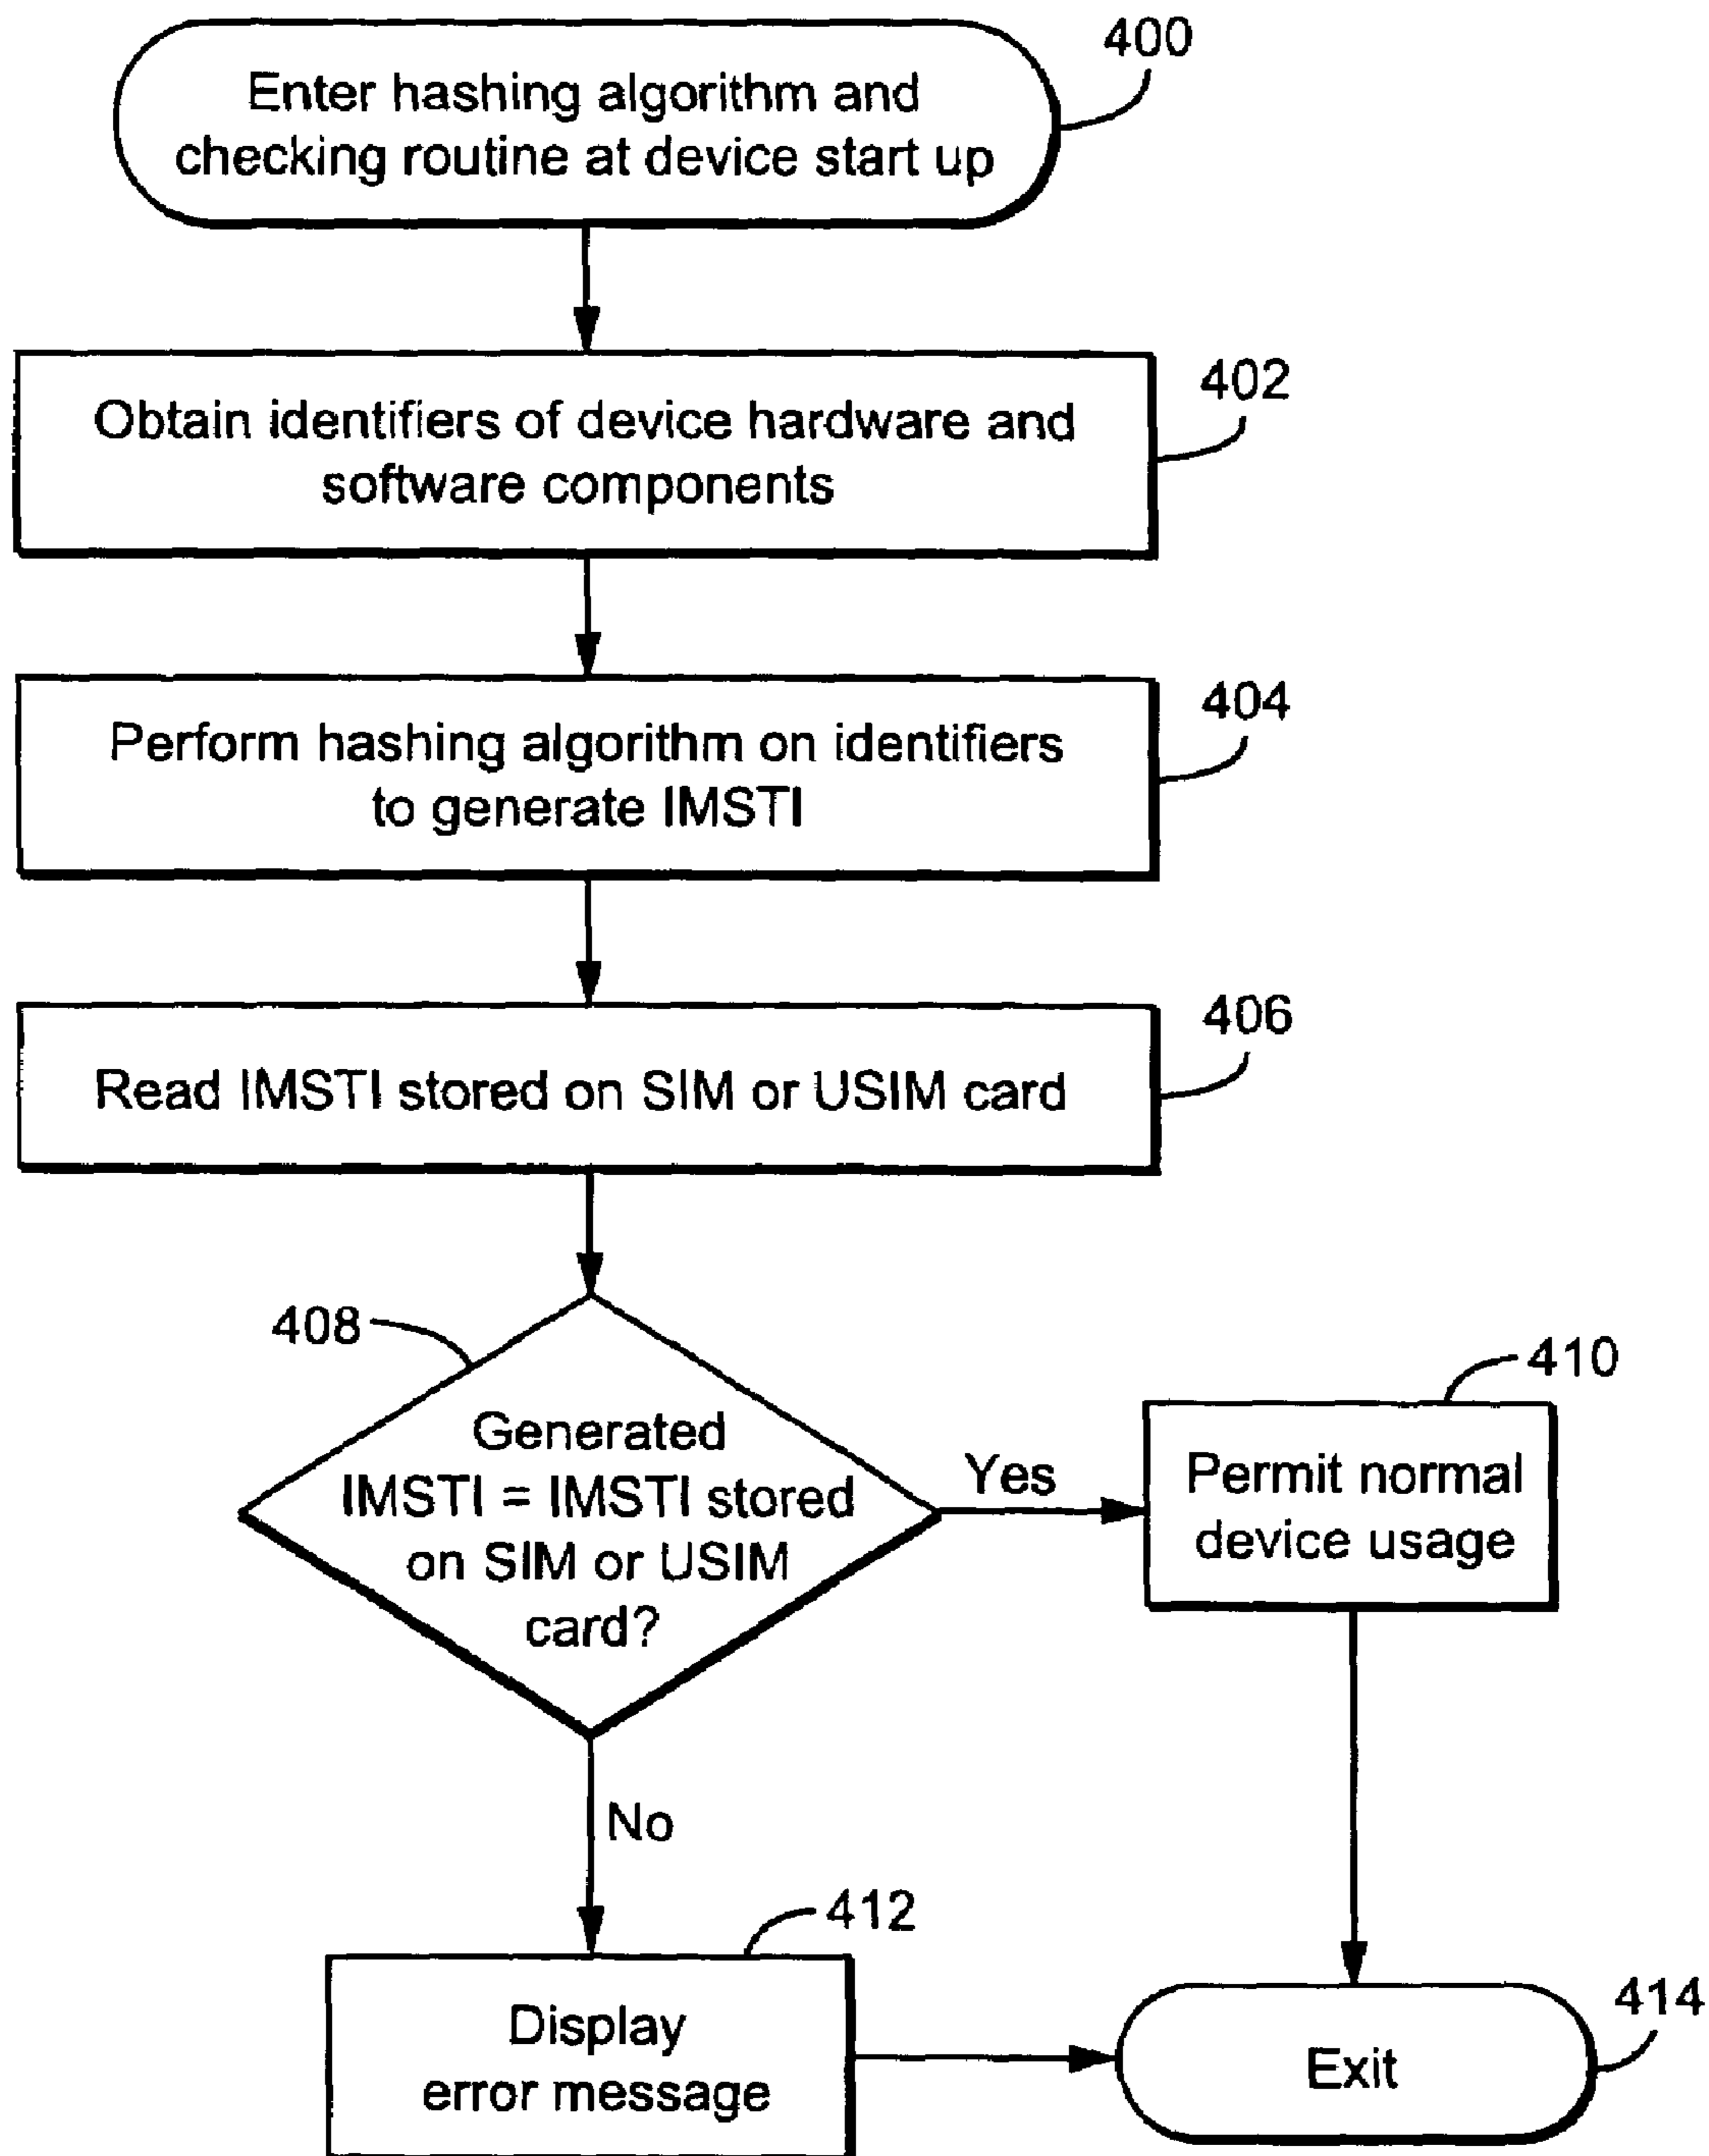 400
Enter hashing algorithm and
checking routine at device start up
402
Obtain identifiers of device hardware and
software components
404
Perform hashing algorithm on identifiers
to generate IMSTI
406
Read IMSTI stored on SIM or USIM card
408
Generated
IMSTI = IMSTI stored
on SIM or USIM
card?
Yes
410
Permit normal
device usage
No
412
Display
error message
414
Exit